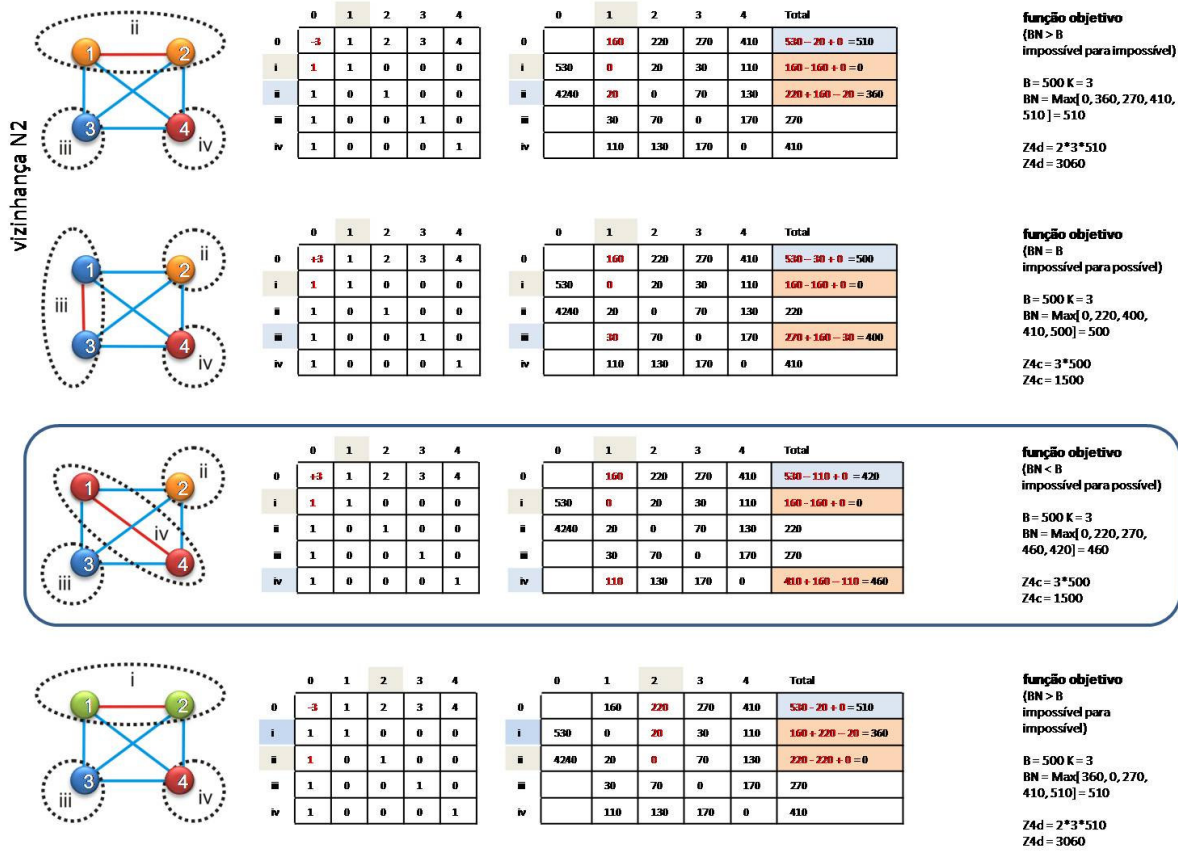 vizinhança N2
ii
1 2
3 4
iii iv
0 1 2 3 4
0 -3 1 2 3 4
i 1 1 0 0 0
ii 1 0 1 0 0
iii 1 0 0 1 0
iv 1 0 0 0 1
0 1 2 3 4 Total
0 160 220 270 410 530 – 20 + 0 = 510
i 530 0 20 30 110 160 - 160 + 0 = 0
ii 4240 20 0 70 130 220 + 160 – 20 = 360
iii 30 70 0 170 270
iv 110 130 170 0 410
função objetivo
(BN > B
impossível para impossível)
B = 500 K = 3
BN = Max[ 0, 360, 270, 410,
510 ] = 510
Z4d = 2*3*510
Z4d = 3060
ii
1 2
iii
3 4
iv
0 1 2 3 4
0 +3 1 2 3 4
i 1 1 0 0 0
ii 1 0 1 0 0
iii 1 0 0 1 0
iv 1 0 0 0 1
0 1 2 3 4 Total
0 160 220 270 410 530 – 30 + 0 = 500
i 530 0 20 30 110 160 - 160 + 0 = 0
ii 4240 20 0 70 130 220
iii 30 70 0 170 270 + 160 – 30 = 400
iv 110 130 170 0 410
função objetivo
(BN = B
impossível para possível)
B = 500 K = 3
BN = Max[ 0, 220, 400,
410, 500] = 500
Z4c = 3*500
Z4c = 1500
ii
1 2
iv
3 4
iii
0 1 2 3 4
0 +3 1 2 3 4
i 1 1 0 0 0
ii 1 0 1 0 0
iii 1 0 0 1 0
iv 1 0 0 0 1
0 1 2 3 4 Total
0 160 220 270 410 530 – 110 + 0 = 420
i 530 0 20 30 110 160 - 160 + 0 = 0
ii 4240 20 0 70 130 220
iii 30 70 0 170 270
iv 110 130 170 0 410 + 160 – 110 = 460
função objetivo
(BN < B
impossível para possível)
B = 500 K = 3
BN = Max[ 0, 220, 270,
460, 420] = 460
Z4c = 3*500
Z4c = 1500
i
1 2
3 4
iii iv
0 1 2 3 4
0 -3 1 2 3 4
i 1 1 0 0 0
ii 1 0 1 0 0
iii 1 0 0 1 0
iv 1 0 0 0 1
0 1 2 3 4 Total
0 160 220 270 410 530 - 20 + 0 = 510
i 530 0 20 30 110 160 + 220 – 20 = 360
ii 4240 20 0 70 130 220 - 220 + 0 = 0
iii 30 70 0 170 270
iv 110 130 170 0 410
função objetivo
(BN > B
impossível para
impossível)
B = 500 K = 3
BN = Max[ 360, 0, 270,
410, 510] = 510
Z4d = 2*3*510
Z4d = 3060